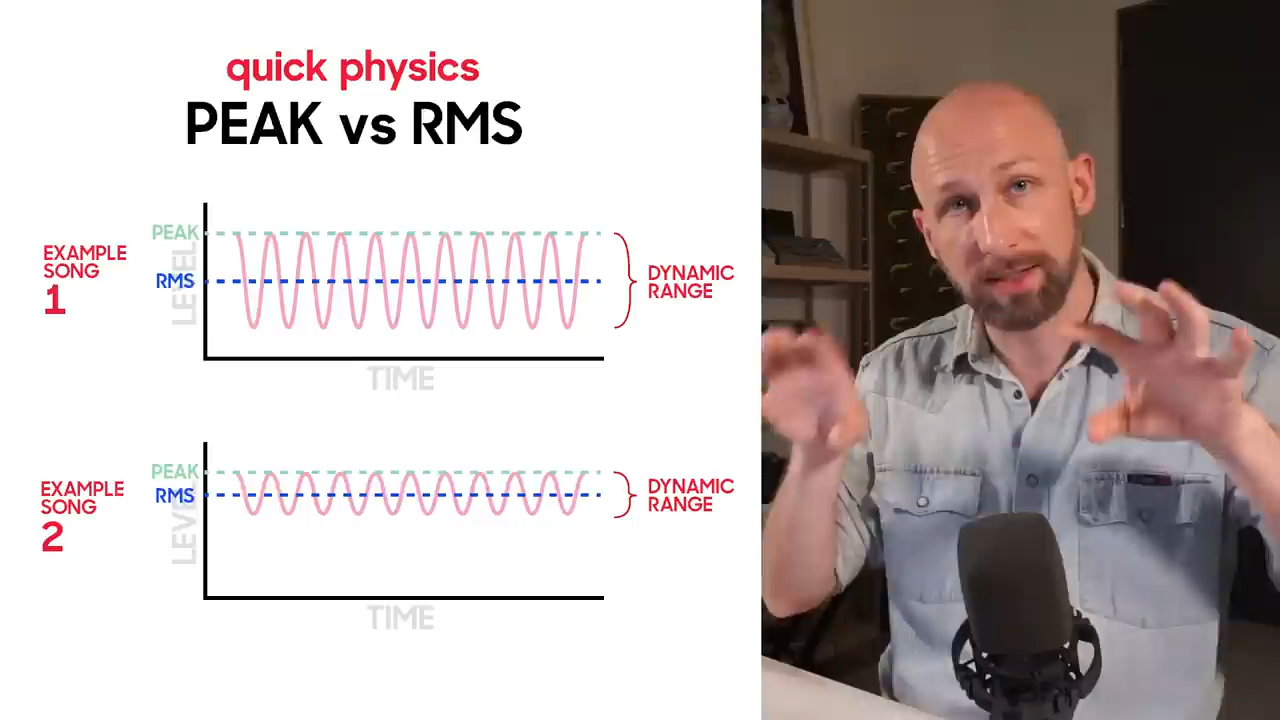 quick physics
PEAK vs RMS
EXAMPLE
SONG
1
PEAK
RMS
LEVEL
TIME
DYNAMIC
RANGE
EXAMPLE
SONG
2
PEAK
RMS
LEVEL
TIME
DYNAMIC
RANGE